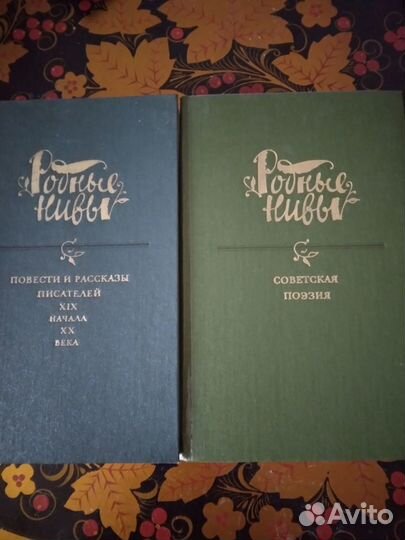 Родные
Нивы
ПОВЕСТИ И РАССКАЗЫ
ПИСАТЕЛЕЙ
XIX
НАЧАЛА
XX
ВЕКА
Родные
Нивы
СОВЕТСКАЯ
ПОЭЗИЯ
Avito